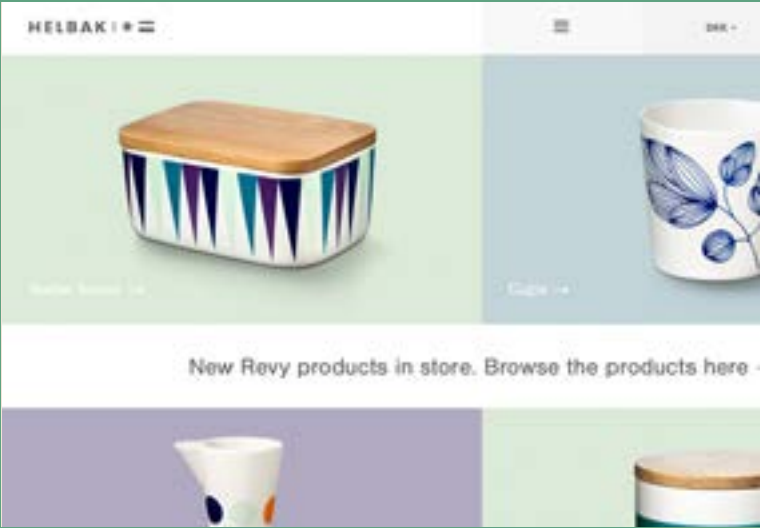 HELBAK
DKK
Cups →
New Revy products in store. Browse the products here